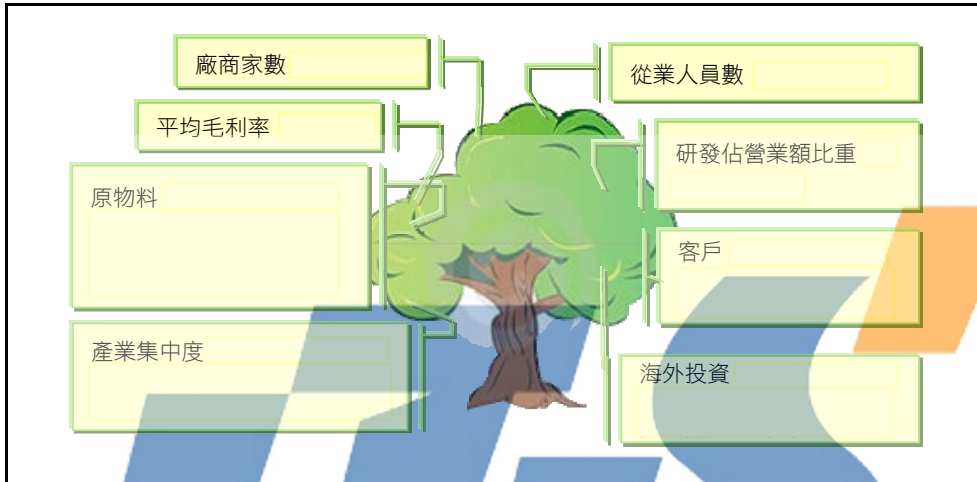 廠商家數
從業人員數
平均毛利率
研發佔營業額比重
原物料
客戶
產業集中度
海外投資